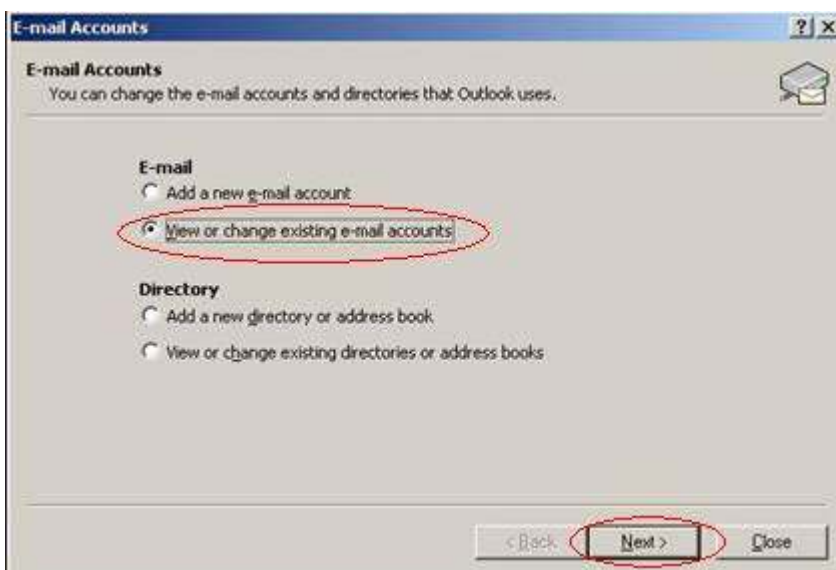 E-mail Accounts
E-mail Accounts
You can change the e-mail accounts and directories that Outlook uses.
E-mail
Add a new e-mail account
View or change existing e-mail accounts
Directory
Add a new directory or address book
View or change existing directories or address books
< Back
Next >
Close